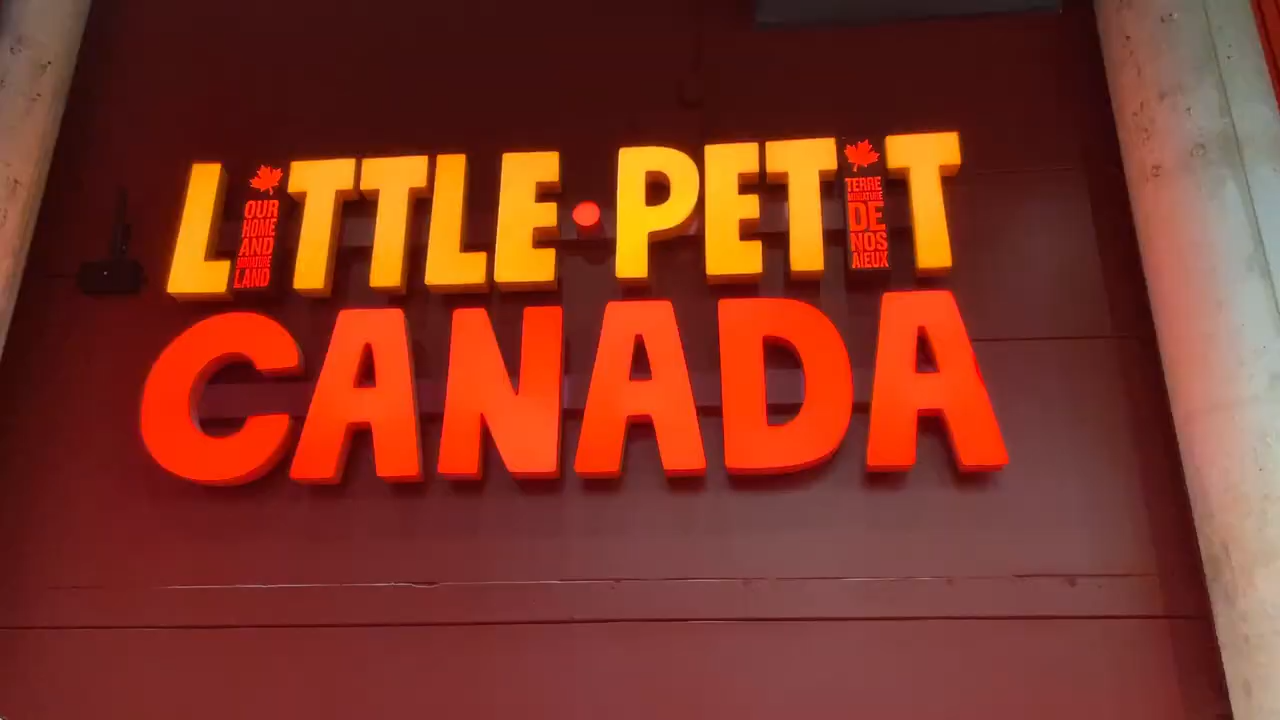 LiTTLE • PETiT
OUR
HOME
AND
MINIATURE
LAND
TERRE
MINIATURE
DE
NOS
AIEUX
CANADA